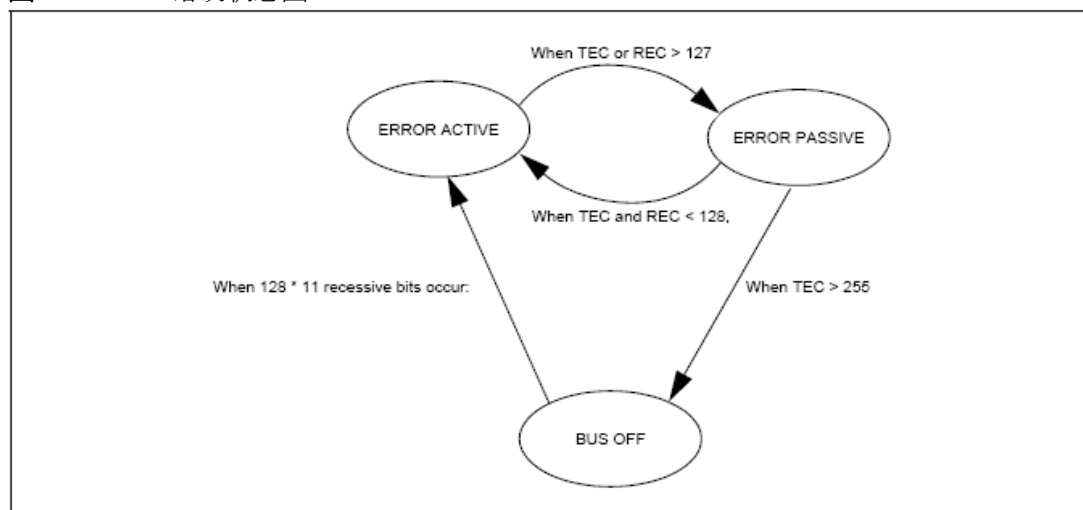 When TEC or REC > 127
ERROR ACTIVE
ERROR PASSIVE
When TEC and REC < 128,
When 128 * 11 recessive bits occur:
When TEC > 255
BUS OFF